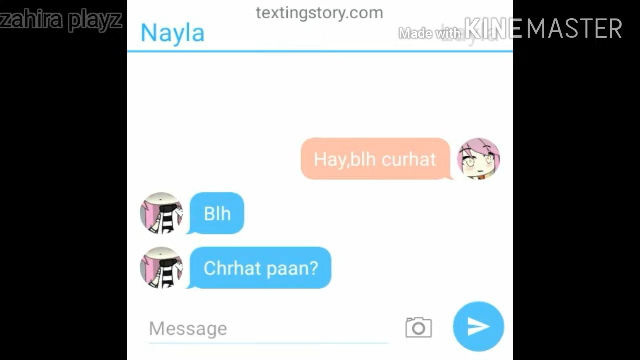 textingstory.com
zahira playz
Nayla
Made with KINEMASTER
Hay,blh curhat
Blh
Chrhat paan?
Message